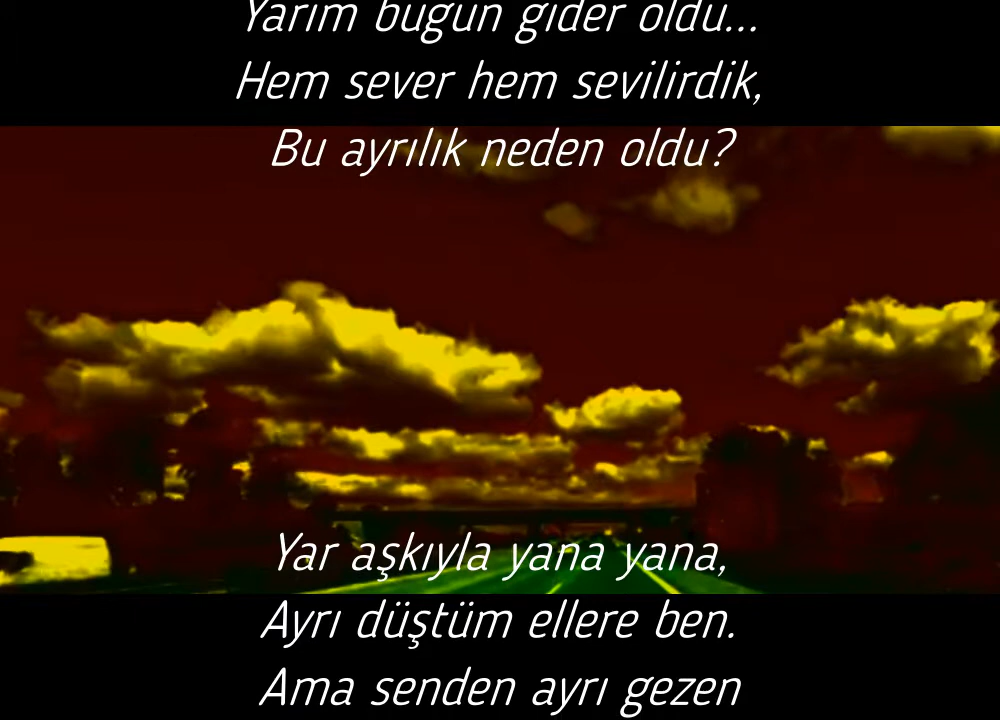 Yarim bugün gider oldu...
Hem sever hem sevilirdik,
Bu ayrılık neden oldu?
Yar aşkıyla yana yana,
Ayrı düştüm ellere ben.
Ama senden ayrı gezen